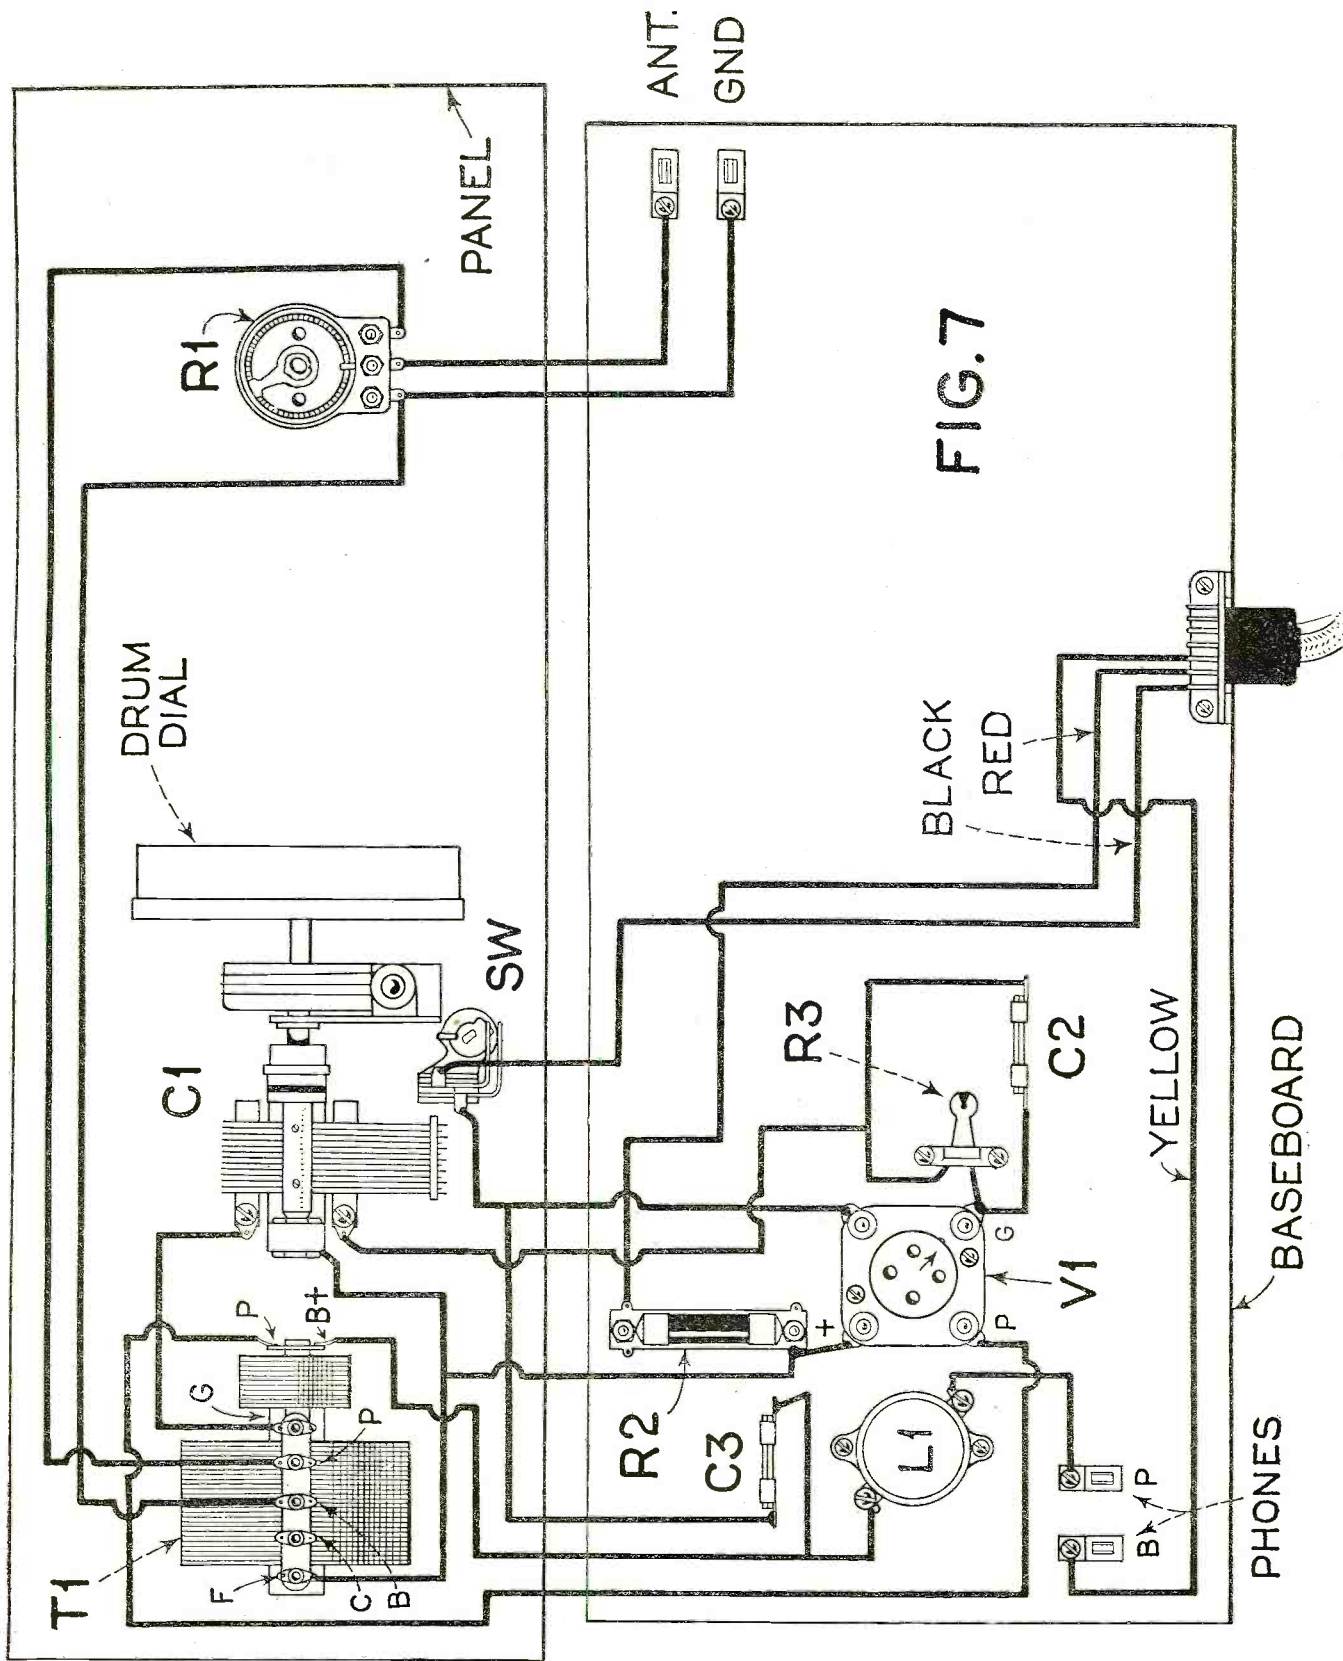 T1
F
C
B
P
G
P
B+
C1
SW
DRUM
DIAL
R1
PANEL
ANT.
GND
R2
C3
+
L1
P
G
V1
R3
C2
BLACK
RED
FIG.7
B+
P
PHONES
YELLOW
BASEBOARD